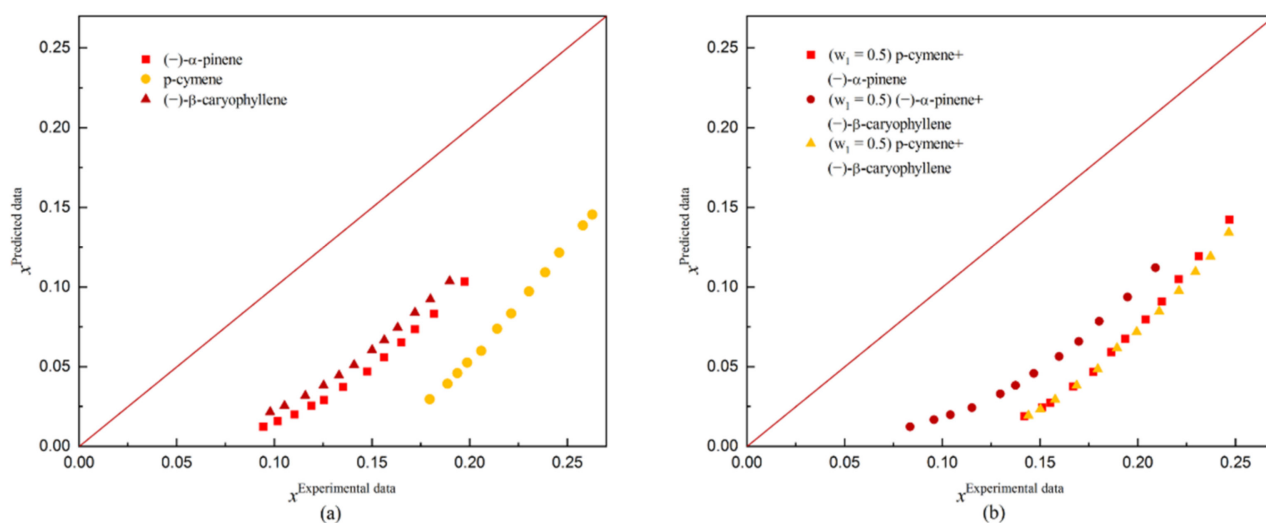 0.25
0.20
0.15
0.10
0.05
0.00
x^Predicted data
(−)-α-pinene
p-cymene
(−)-β-caryophyllene
0.00 0.05 0.10 0.15 0.20 0.25
x^Experimental data
(a)
0.25
0.20
0.15
0.10
0.05
0.00
x^Predicted data
(w₁ = 0.5) p-cymene+
(−)-α-pinene
(w₁ = 0.5) (−)-α-pinene+
(−)-β-caryophyllene
(w₁ = 0.5) p-cymene+
(−)-β-caryophyllene
0.00 0.05 0.10 0.15 0.20 0.25
x^Experimental data
(b)